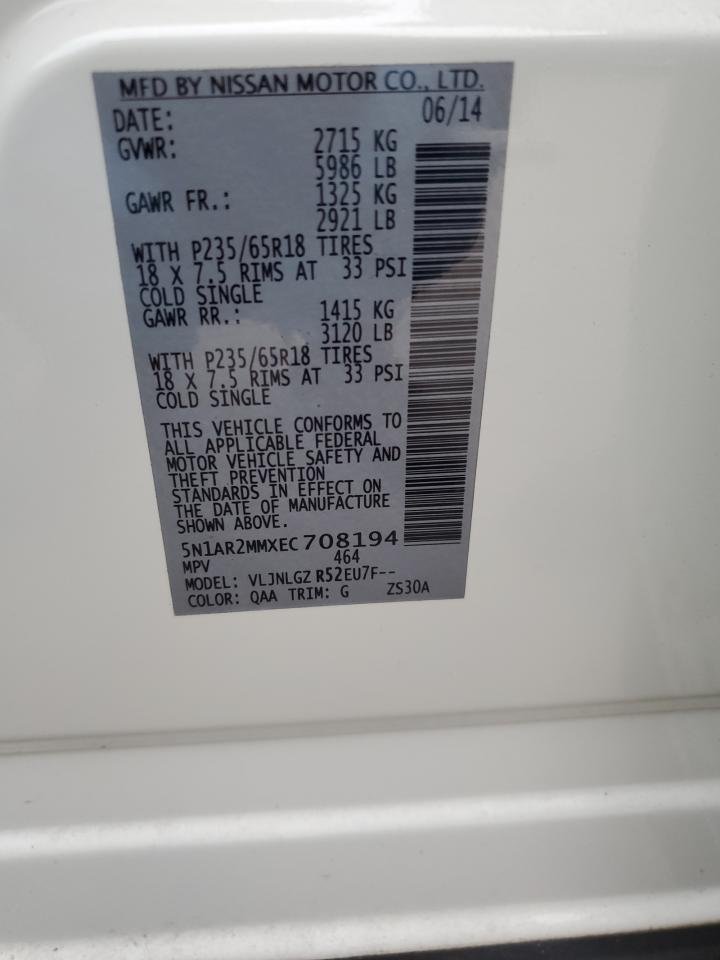 MFD BY NISSAN MOTOR CO., LTD.
DATE: 06/14
GVWR: 2715 KG
5986 LB
GAWR FR.: 1325 KG
2921 LB
WITH P235/65R18 TIRES
18 X 7.5 RIMS AT 33 PSI
COLD SINGLE
GAWR RR.: 1415 KG
3120 LB
WITH P235/65R18 TIRES
18 X 7.5 RIMS AT 33 PSI
COLD SINGLE
THIS VEHICLE CONFORMS TO
ALL APPLICABLE FEDERAL
MOTOR VEHICLE SAFETY AND
THEFT PREVENTION
STANDARDS IN EFFECT ON
THE DATE OF MANUFACTURE
SHOWN ABOVE.
5N1AR2MMXEC 708194
MPV 464
MODEL: VLJNLGZ R52EU7F--
COLOR: QAA TRIM: G ZS30A